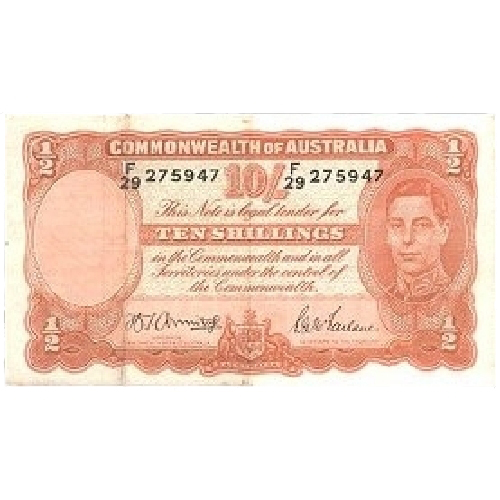 COMMONWEALTH OF AUSTRALIA
1/2 1/2
F/29 275947 10/- F/29 275947
This Note is legal tender for
TEN SHILLINGS
in the Commonwealth and in all
Territories under the control of
the Commonwealth.
1/2 1/2